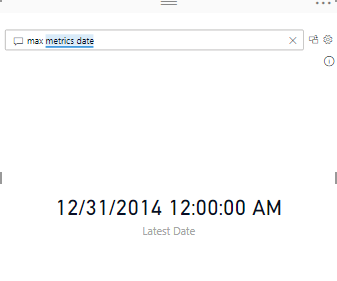 max metrics date
12/31/2014 12:00:00 AM
Latest Date